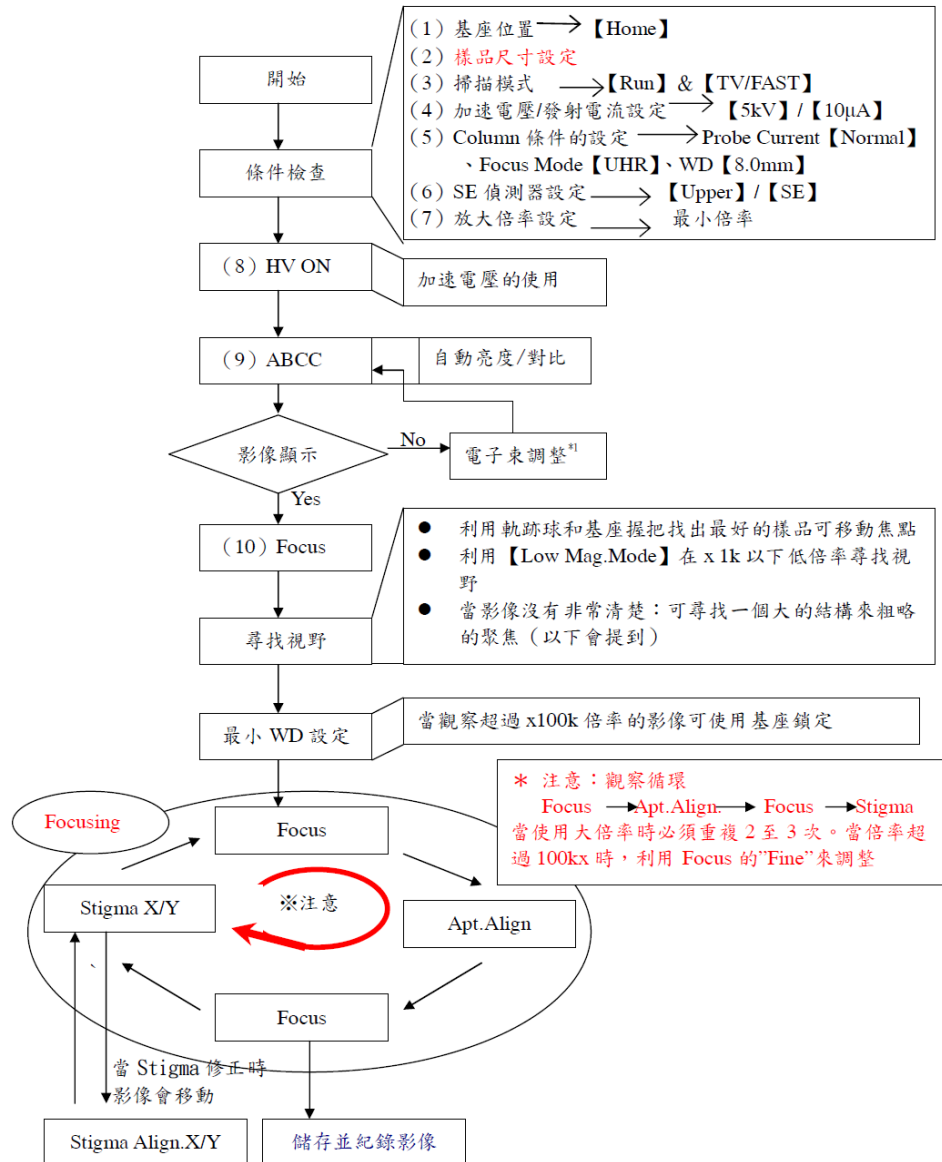 開始
條件檢查
(1) 基座位置 → 【Home】
(2) 樣品尺寸設定
(3) 掃描模式 → 【Run】 & 【TV/FAST】
(4) 加速電壓/發射電流設定 → 【5kV】/【10μA】
(5) Column 條件的設定 → Probe Current【Normal】
、Focus Mode【UHR】、WD【8.0mm】
(6) SE 偵測器設定 → 【Upper】/【SE】
(7) 放大倍率設定 → 最小倍率
(8) HV ON
加速電壓的使用
(9) ABCC
自動亮度/對比
影像顯示
No
電子束調整*1
Yes
(10) Focus
尋找視野
● 利用軌跡球和基座握把找出最好的樣品可移動焦點
● 利用【Low Mag.Mode】在 x 1k 以下低倍率尋找視
野
● 當影像沒有非常清楚：可尋找一個大的結構來粗略
的聚焦（以下會提到）
最小 WD 設定
當觀察超過 x100k 倍率的影像可使用基座鎖定
＊ 注意：觀察循環
Focus → Apt.Align. → Focus → Stigma
當使用大倍率時必須重複 2 至 3 次。當倍率超
過 100kx 時，利用 Focus 的”Fine”來調整
Focusing
Focus
Stigma X/Y
※注意
Apt.Align
Focus
、
當 Stigma 修正時
影像會移動
Stigma Align.X/Y
儲存並紀錄影像